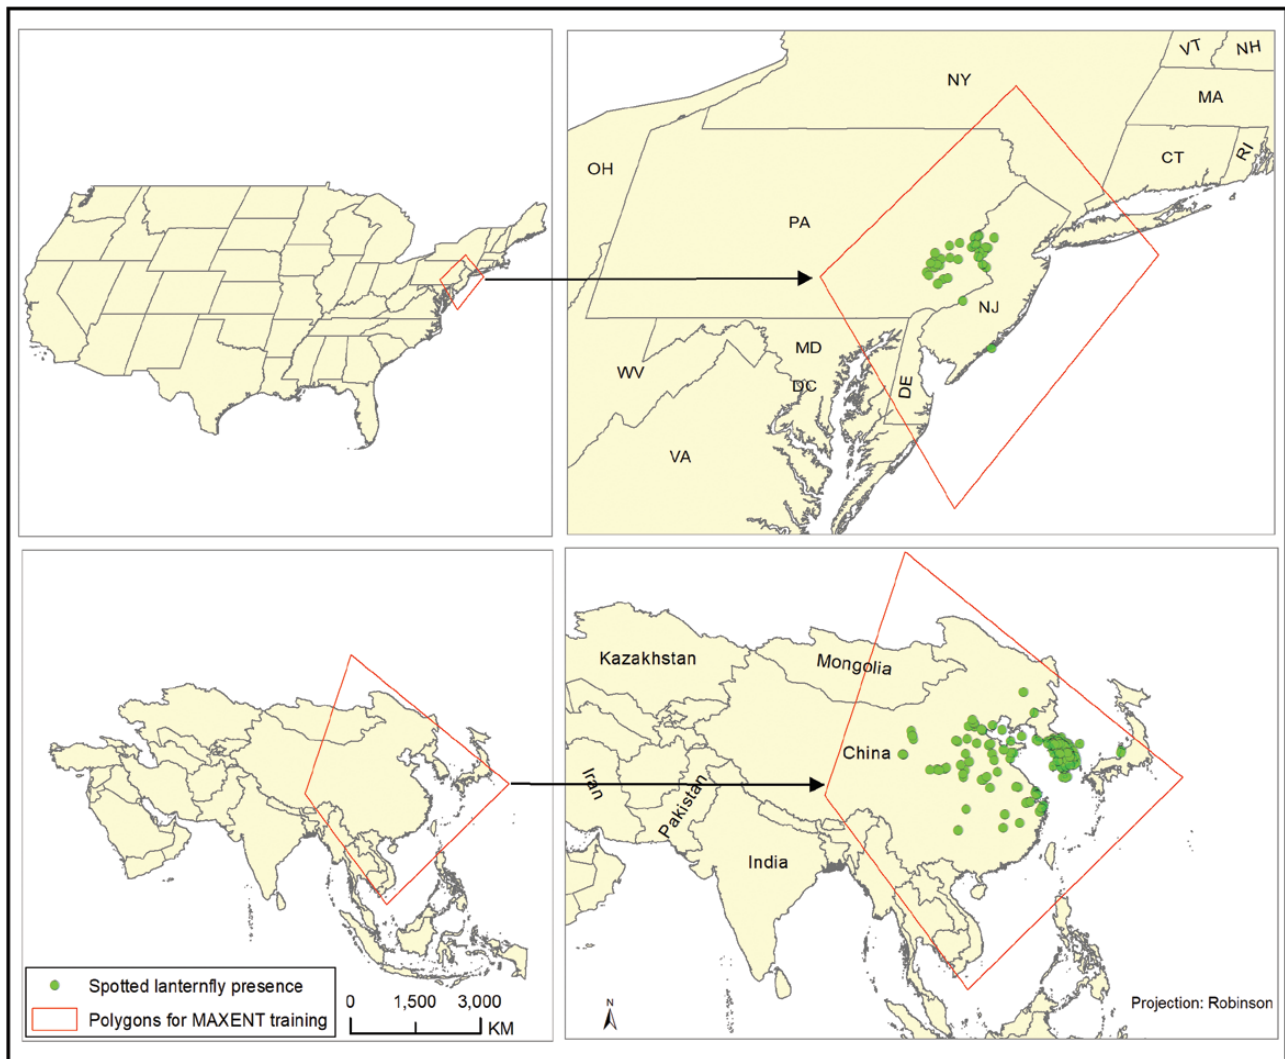 VT
NH
NY
MA
OH
CT
RI
PA
NJ
MD
WV
DC
DE
VA
Kazakhstan
Mongolia
China
Iran
Pakistan
India
Spotted lanternfly presence
Polygons for MAXENT training
0 1,500 3,000
KM
N
Projection: Robinson